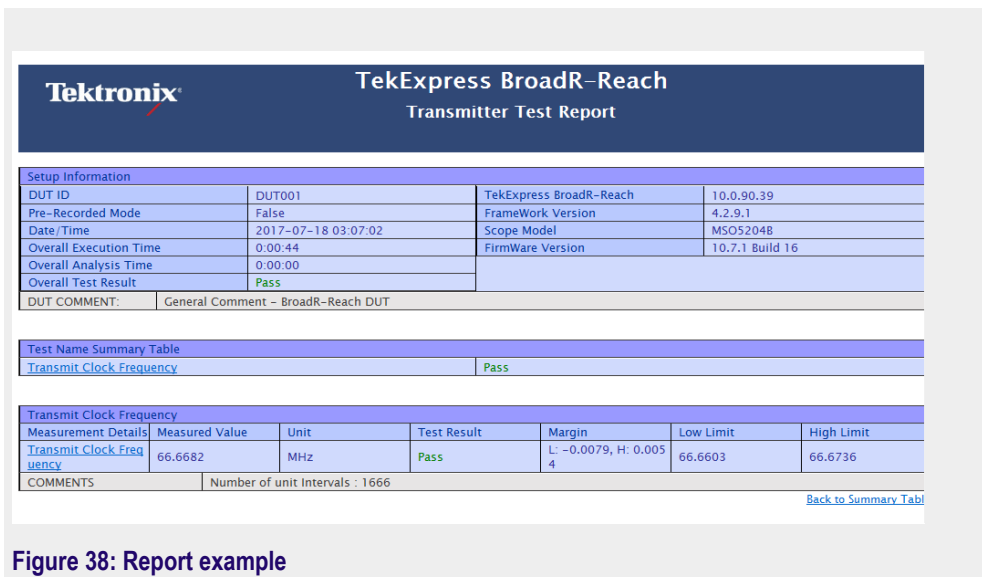 Tektronix
TekExpress BroadR-Reach
Transmitter Test Report
Setup Information
DUT ID DUT001 TekExpress BroadR-Reach 10.0.90.39
Pre-Recorded Mode False FrameWork Version 4.2.9.1
Date/Time 2017-07-18 03:07:02 Scope Model MSO5204B
Overall Execution Time 0:00:44 FirmWare Version 10.7.1 Build 16
Overall Analysis Time 0:00:00
Overall Test Result Pass
DUT COMMENT: General Comment - BroadR-Reach DUT
Test Name Summary Table
Transmit Clock Frequency Pass
Transmit Clock Frequency
Measurement Details Measured Value Unit Test Result Margin Low Limit High Limit
Transmit Clock Freq
uency 66.6682 MHz Pass L: -0.0079, H: 0.005
4 66.6603 66.6736
COMMENTS Number of unit Intervals : 1666
Back to Summary Tabl
Figure 38: Report example